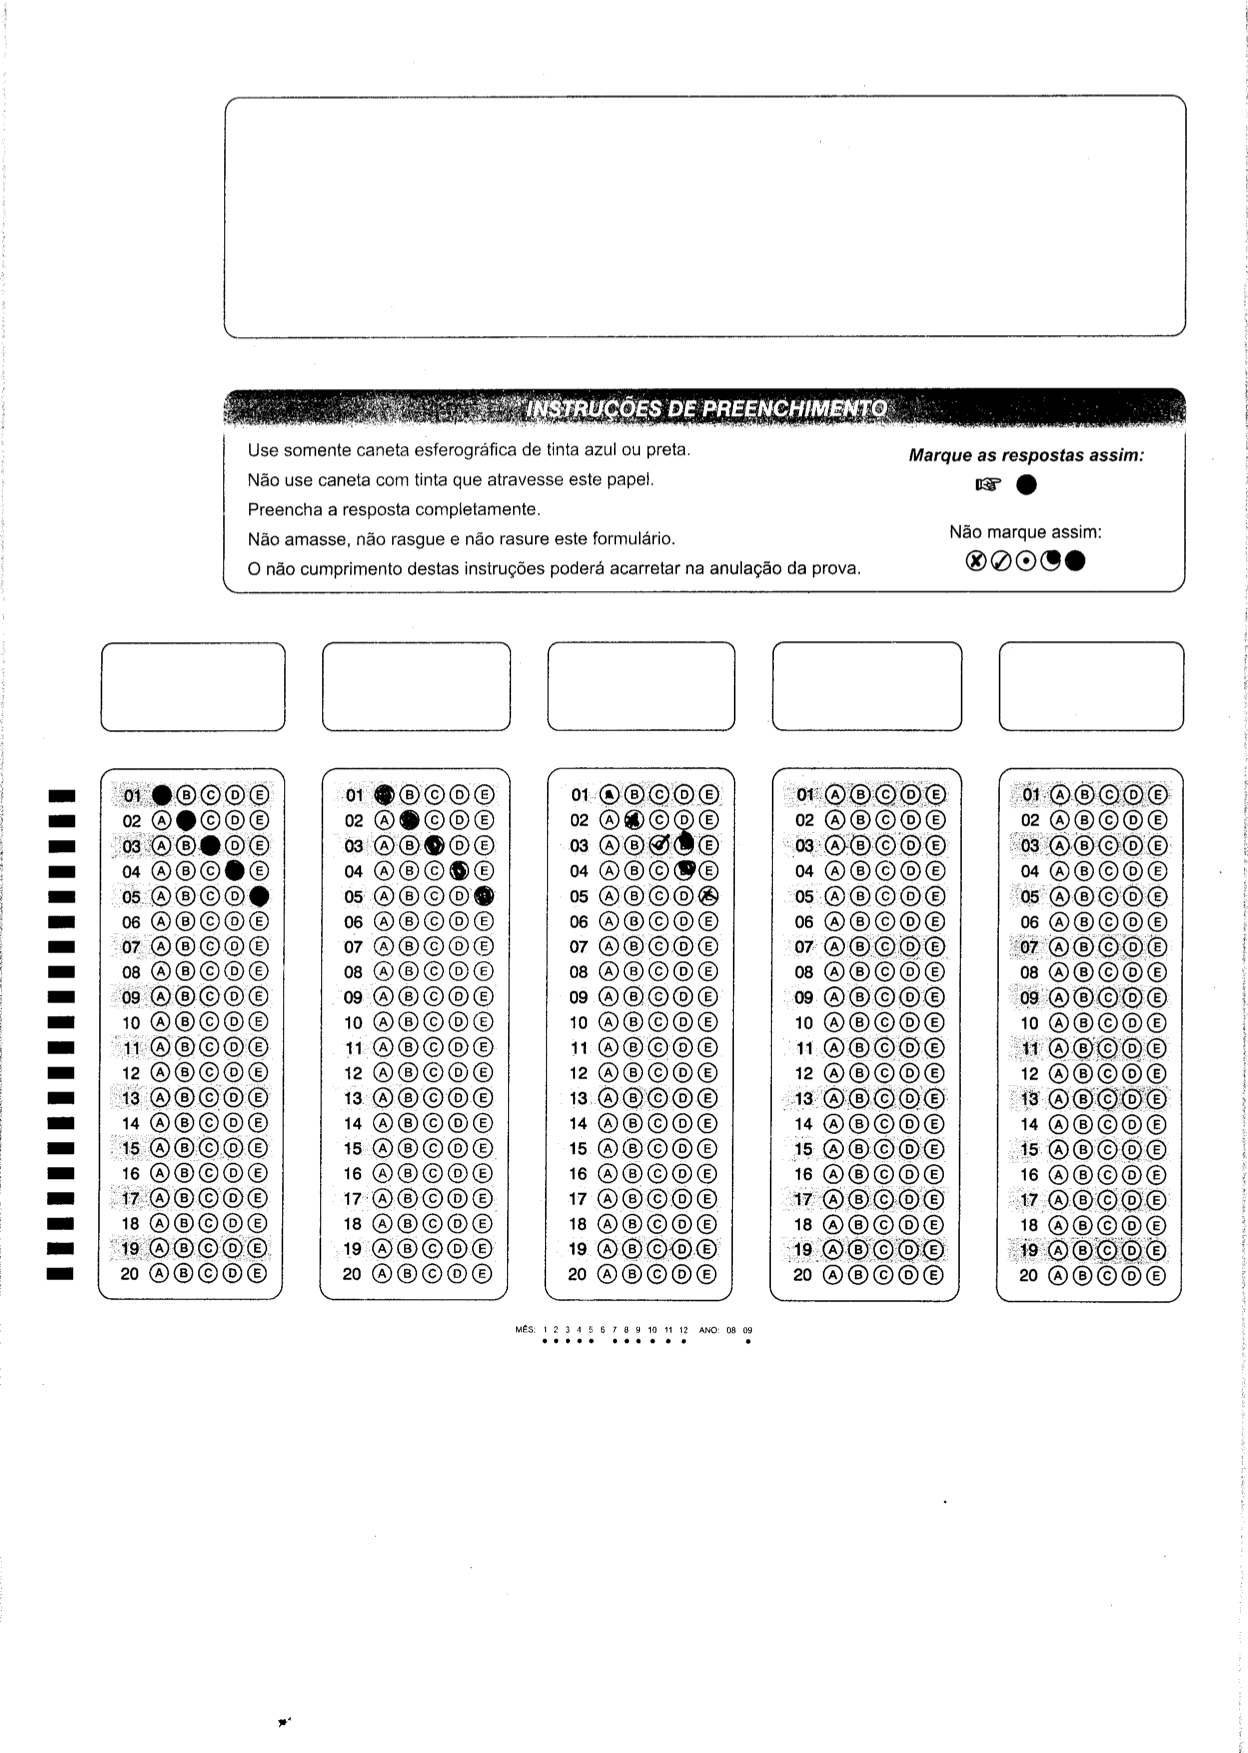 INSTRUÇÕES DE PREENCHIMENTO
Use somente caneta esferográfica de tinta azul ou preta.
Não use caneta com tinta que atravesse este papel.
Preencha a resposta completamente.
Não amasse, não rasgue e não rasure este formulário.
O não cumprimento destas instruções poderá acarretar na anulação da prova.
Marque as respostas assim:
Não marque assim:
01 B C D E 01 B C D E 01 B C D E 01 A B C D E 01 A B C D E
02 A C D E 02 A C D E 02 A C D E 02 A B C D E 02 A B C D E
03 A B D E 03 A B D E 03 A B E 03 A B C D E 03 A B C D E
04 A B C E 04 A B C E 04 A B C E 04 A B C D E 04 A B C D E
05 A B C D 05 A B C D 05 A B C D 05 A B C D E 05 A B C D E
06 A B C D E 06 A B C D E 06 A B C D E 06 A B C D E 06 A B C D E
07 A B C D E 07 A B C D E 07 A B C D E 07 A B C D E 07 A B C D E
08 A B C D E 08 A B C D E 08 A B C D E 08 A B C D E 08 A B C D E
09 A B C D E 09 A B C D E 09 A B C D E 09 A B C D E 09 A B C D E
10 A B C D E 10 A B C D E 10 A B C D E 10 A B C D E 10 A B C D E
11 A B C D E 11 A B C D E 11 A B C D E 11 A B C D E 11 A B C D E
12 A B C D E 12 A B C D E 12 A B C D E 12 A B C D E 12 A B C D E
13 A B C D E 13 A B C D E 13 A B C D E 13 A B C D E 13 A B C D E
14 A B C D E 14 A B C D E 14 A B C D E 14 A B C D E 14 A B C D E
15 A B C D E 15 A B C D E 15 A B C D E 15 A B C D E 15 A B C D E
16 A B C D E 16 A B C D E 16 A B C D E 16 A B C D E 16 A B C D E
17 A B C D E 17 A B C D E 17 A B C D E 17 A B C D E 17 A B C D E
18 A B C D E 18 A B C D E 18 A B C D E 18 A B C D E 18 A B C D E
19 A B C D E 19 A B C D E 19 A B C D E 19 A B C D E 19 A B C D E
20 A B C D E 20 A B C D E 20 A B C D E 20 A B C D E 20 A B C D E
MÊS: 1 2 3 4 5 6 7 8 9 10 11 12 ANO: 08 09